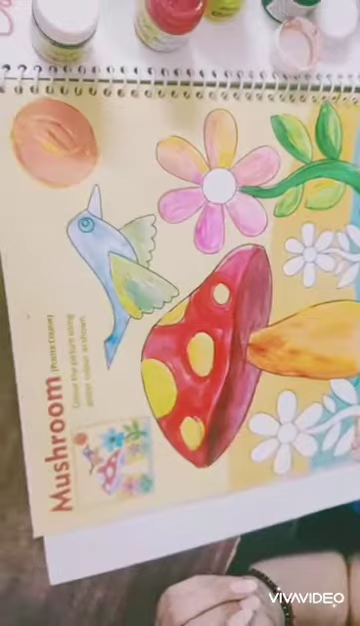 Mushroom (POSTER COLOUR)
Colour the picture using
poster colour as shown.
VIVAVIDEO